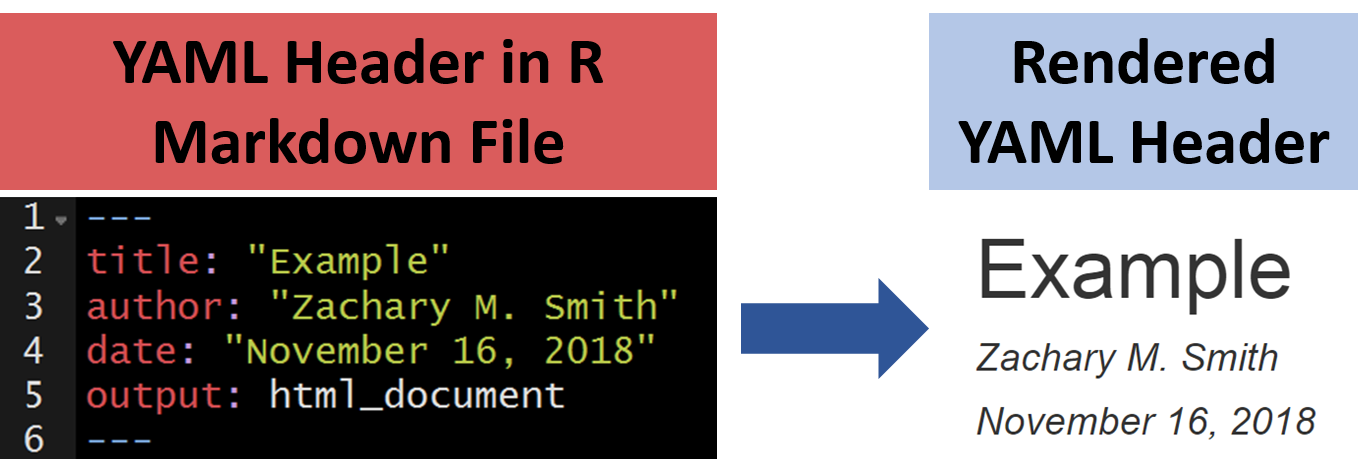 YAML Header in R
Markdown File
1 ---
2 title: "Example"
3 author: "Zachary M. Smith"
4 date: "November 16, 2018"
5 output: html_document
6 ---
Rendered
YAML Header
Example
Zachary M. Smith
November 16, 2018